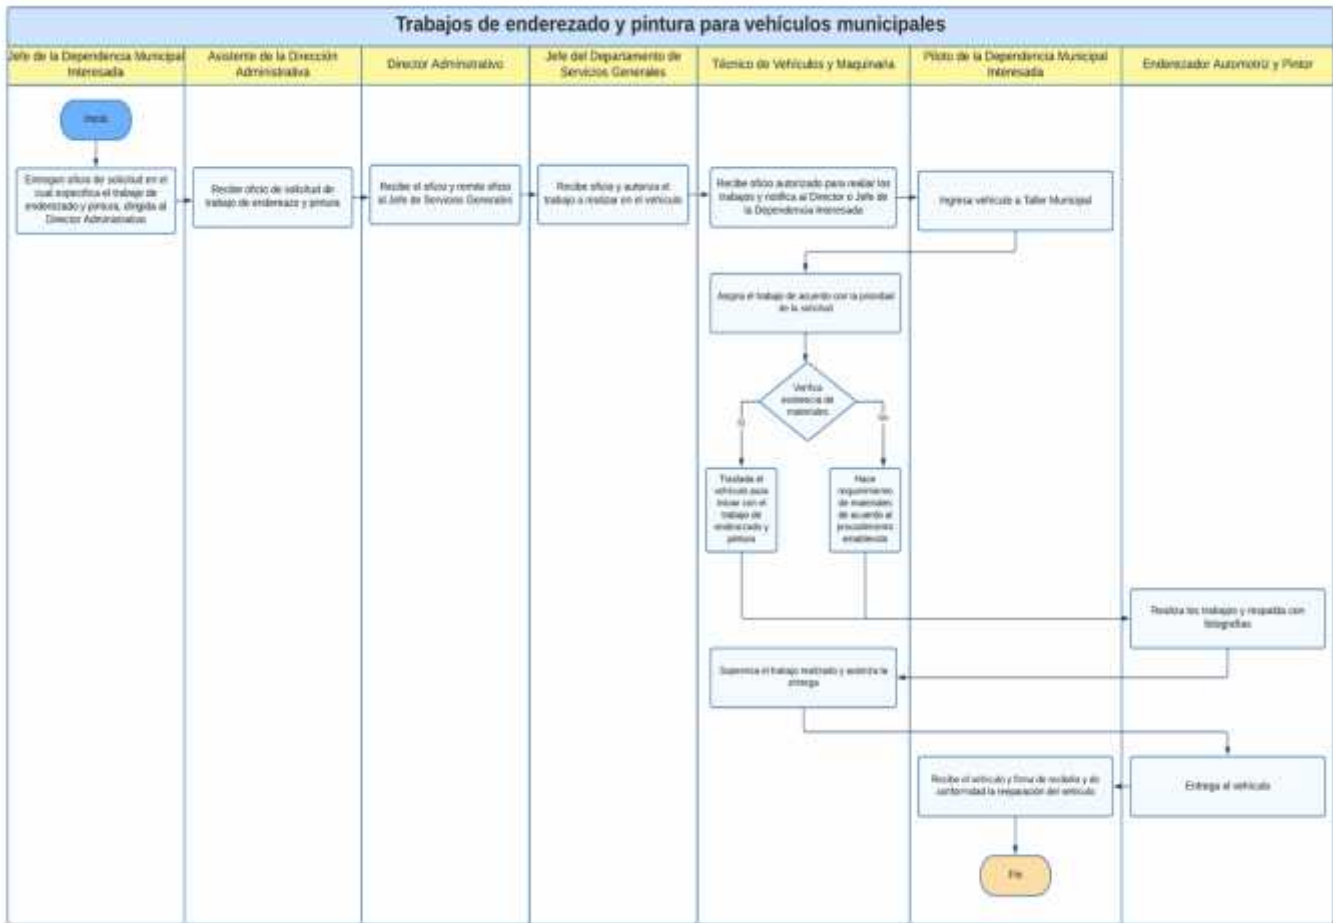 Trabajos de enderezado y pintura para vehículos municipales
Jefe de la Dependencia Municipal
Interesada
Asistente de la Dirección
Administrativa
Director Administrativo
Jefe del Departamento de
Servicios Generales
Técnico de Vehículos y Maquinaria
Piloto de la Dependencia Municipal
Interesada
Enderezador Automotriz y Pintor
Inicio
Entregan oficio de solicitud en el
cual especifica el trabajo de
enderezado y pintura, dirigida al
Director Administrativo
Recibe oficio de solicitud de
trabajo de enderezo y pintura
Recibe el oficio y remite oficio
al Jefe de Servicios Generales
Recibe oficio y autoriza el
trabajo a realizar en el vehículo
Recibe oficio autorizado para realizar los
trabajos y notifica al Director o Jefe de
la Dependencia Interesada
Ingresa vehículo a Taller Municipal
Asigna el trabajo de acuerdo con la prioridad
de la solicitud
Verifica
existencia de
materiales
Si
No
Traslada el
vehículo para
iniciar con el
trabajo de
enderezado y
pintura
Hace
requerimiento
de materiales
de acuerdo al
procedimiento
establecido
Realiza los trabajos y respalda con
fotografías
Supervisa el trabajo realizado y autoriza la
entrega
Recibe el vehículo y firma de recibido y de
conformidad la reparación del vehículo
Entrega el vehículo
Fin